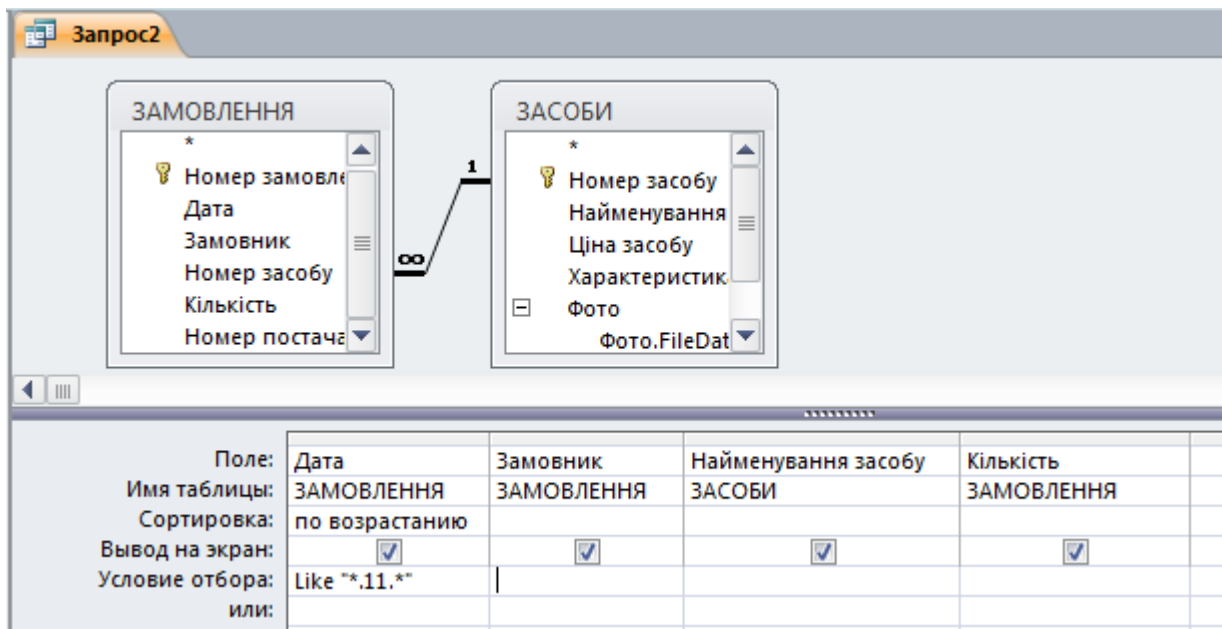 Запрос2
ЗАМОВЛЕННЯ
*
Номер замовле
Дата
Замовник
Номер засобу
Кількість
Номер постача
∞
1
ЗАСОБИ
*
Номер засобу
Найменування
Ціна засобу
Характеристик
Фото
Фото.FileDat
Поле: Дата Замовник Найменування засобу Кількість
Имя таблицы: ЗАМОВЛЕННЯ ЗАМОВЛЕННЯ ЗАСОБИ ЗАМОВЛЕННЯ
Сортировка: по возрастанию
Вывод на экран:
Условие отбора: Like "*.11.*"
или: